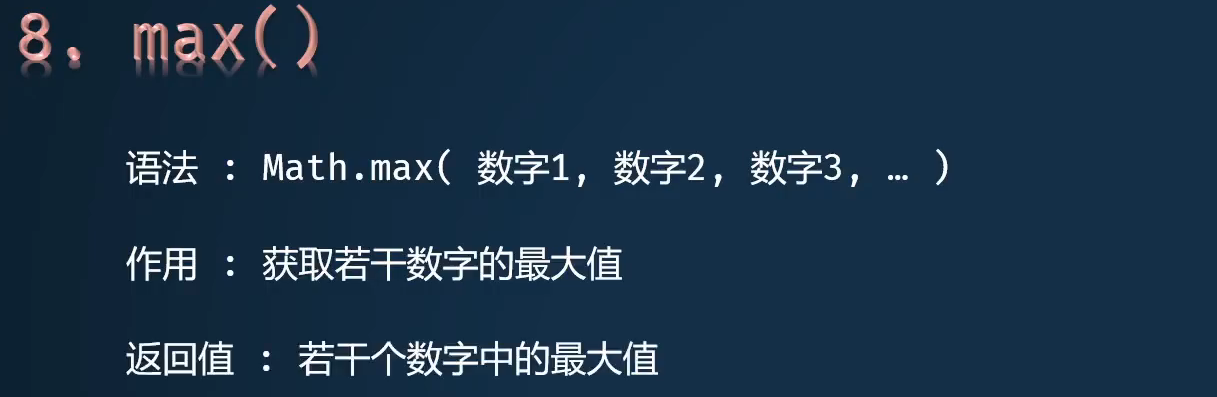 8. max()
语法 : Math.max( 数字1, 数字2, 数字3, … )
作用 : 获取若干数字的最大值
返回值 : 若干个数字中的最大值